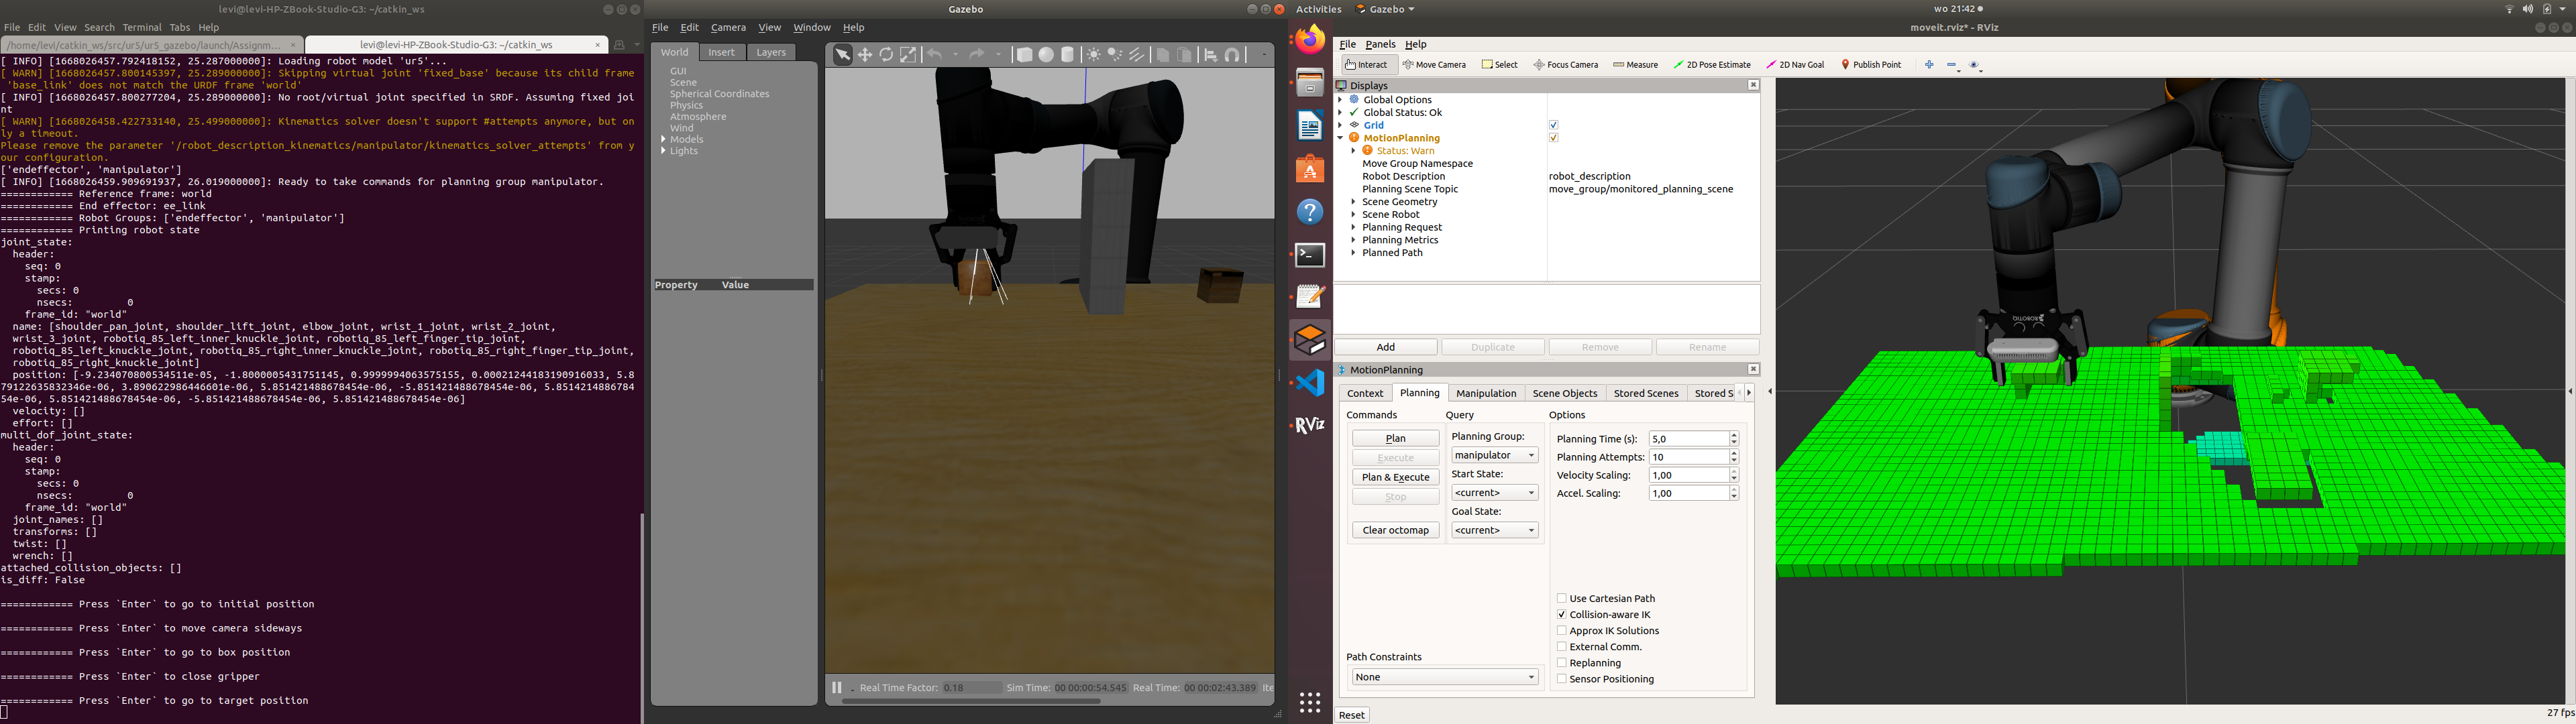 levi@levi-HP-ZBook-Studio-G3: ~/catkin_ws
File Edit View Search Terminal Tabs Help
/home/levi/catkin_ws/src/ur5/ur5_gazebo/launch/Assignm... ×
levi@levi-HP-ZBook-Studio-G3: ~/catkin_ws ×
[ INFO] [1668026457.792418152, 25.287000000]: Loading robot model 'ur5'...
[ WARN] [1668026457.800145397, 25.289000000]: Skipping virtual joint 'fixed_base' because its child frame
'base_link' does not match the URDF frame 'world'
[ INFO] [1668026457.800277204, 25.289000000]: No root/virtual joint specified in SRDF. Assuming fixed joi
nt
[ WARN] [1668026458.422733140, 25.499000000]: Kinematics solver doesn't support #attempts anymore, but on
ly a timeout.
Please remove the parameter '/robot_description_kinematics/manipulator/kinematics_solver_attempts' from y
our configuration.
['endeffector', 'manipulator']
[ INFO] [1668026459.909691937, 26.019000000]: Ready to take commands for planning group manipulator.
============ Reference frame: world
============ End effector: ee_link
============ Robot Groups: ['endeffector', 'manipulator']
============ Printing robot state
joint_state:
header:
seq: 0
stamp:
secs: 0
nsecs: 0
frame_id: "world"
name: [shoulder_pan_joint, shoulder_lift_joint, elbow_joint, wrist_1_joint, wrist_2_joint,
wrist_3_joint, robotiq_85_left_inner_knuckle_joint, robotiq_85_left_finger_tip_joint,
robotiq_85_left_knuckle_joint, robotiq_85_right_inner_knuckle_joint, robotiq_85_right_finger_tip_joint,
robotiq_85_right_knuckle_joint]
position: [-9.234070800534511e-05, -1.8000005431751145, 0.9999994063575155, 0.00021244183190916033, 5.8
79122635832346e-06, 3.890622986446601e-06, 5.851421488678454e-06, -5.851421488678454e-06, 5.8514214886784
54e-06, 5.851421488678454e-06, -5.851421488678454e-06, 5.851421488678454e-06]
velocity: []
effort: []
multi_dof_joint_state:
header:
seq: 0
stamp:
secs: 0
nsecs: 0
frame_id: "world"
joint_names: []
transforms: []
twist: []
wrench: []
attached_collision_objects: []
is_diff: False
============ Press `Enter` to go to initial position
============ Press `Enter` to move camera sideways
============ Press `Enter` to go to box position
============ Press `Enter` to close gripper
============ Press `Enter` to go to target position
Gazebo
File Edit Camera View Window Help
World Insert Layers
GUI
Scene
Spherical Coordinates
Physics
Atmosphere
Wind
Models
Lights
Property Value
Real Time Factor: 0.18 Sim Time: 00 00:00:54.545 Real Time: 00 00:02:43.389 Ite
Activities Gazebo wo 21:42
moveit.rviz* - RViz
File Panels Help
Interact Move Camera Select Focus Camera Measure 2D Pose Estimate 2D Nav Goal Publish Point
Displays
Global Options
Global Status: Ok
Grid
MotionPlanning
Status: Warn
Move Group Namespace
Robot Description robot_description
Planning Scene Topic move_group/monitored_planning_scene
Scene Geometry
Scene Robot
Planning Request
Planning Metrics
Planned Path
Add Duplicate Remove Rename
MotionPlanning
Context Planning Manipulation Scene Objects Stored Scenes Stored S
Commands Query Options
Plan
Execute
Plan & Execute
Stop
Clear octomap
Planning Group:
manipulator
Start State:
<current>
Goal State:
<current>
Planning Time (s): 5,0
Planning Attempts: 10
Velocity Scaling: 1,00
Accel. Scaling: 1,00
Use Cartesian Path
Collision-aware IK
Approx IK Solutions
External Comm.
Replanning
Sensor Positioning
Path Constraints
None
Reset
27 fps
RViz
ROBOTIQ